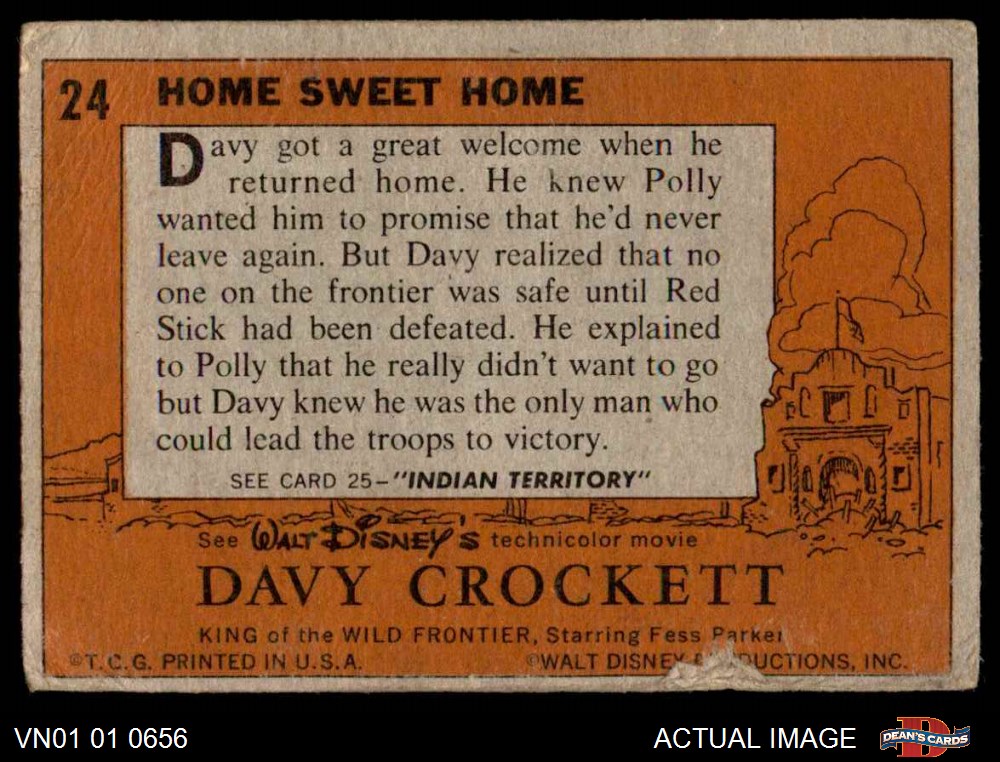 24 HOME SWEET HOME
Davy got a great welcome when he
returned home. He knew Polly
wanted him to promise that he'd never
leave again. But Davy realized that no
one on the frontier was safe until Red
Stick had been defeated. He explained
to Polly that he really didn't want to go
but Davy knew he was the only man who
could lead the troops to victory.
SEE CARD 25-"INDIAN TERRITORY"
See WALT DISNEY'S technicolor movie
DAVY CROCKETT
KING of the WILD FRONTIER, Starring Fess Parker
©T.C.G. PRINTED IN U.S.A. ©WALT DISNEY INC.
VN01 01 0656 ACTUAL IMAGE DEAN'S CARDS